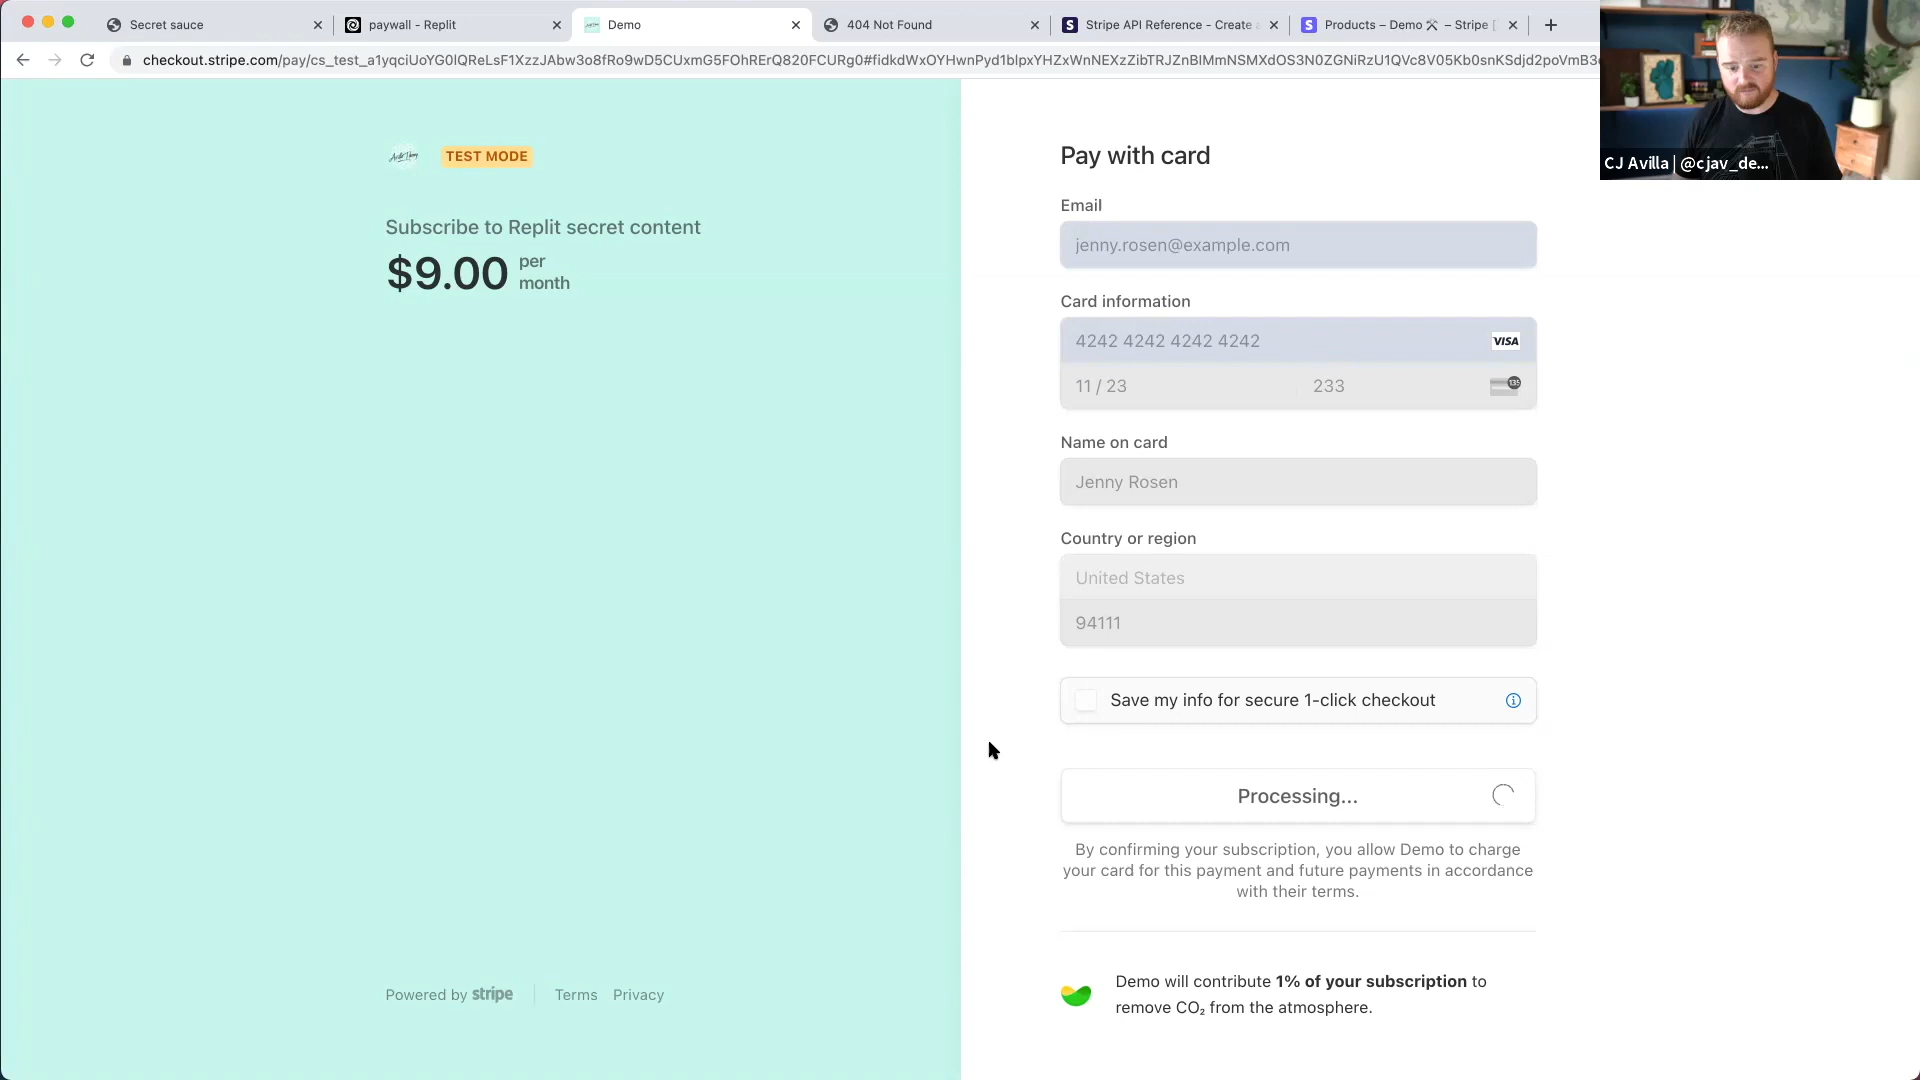 Secret sauce
paywall - Replit
Demo
404 Not Found
Stripe API Reference - Create
Products – Demo 🛠 – Stripe [
checkout.stripe.com/pay/
CJ Avilla | @cjav_de...
TEST MODE
Subscribe to Replit secret content
$9.00 per
month
Powered by stripe
Terms Privacy
Pay with card
Email
jenny.rosen@example.com
Card information
4242 4242 4242 4242 VISA
11 / 23 233 135
Name on card
Jenny Rosen
Country or region
United States
94111
Save my info for secure 1-click checkout
Processing...
By confirming your subscription, you allow Demo to charge
your card for this payment and future payments in accordance
with their terms.
Demo will contribute 1% of your subscription to
remove CO₂ from the atmosphere.